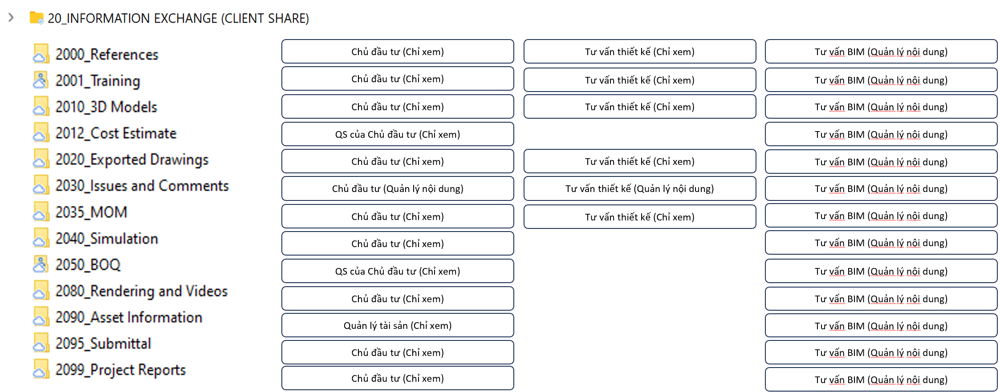 20_INFORMATION EXCHANGE (CLIENT SHARE)
2000_References
Chủ đầu tư (Chỉ xem)
Tư vấn thiết kế (Chỉ xem)
Tư vấn BIM (Quản lý nội dung)
2001_Training
Chủ đầu tư (Chỉ xem)
Tư vấn thiết kế (Chỉ xem)
Tư vấn BIM (Quản lý nội dung)
2010_3D Models
Chủ đầu tư (Chỉ xem)
Tư vấn thiết kế (Chỉ xem)
Tư vấn BIM (Quản lý nội dung)
2012_Cost Estimate
QS của Chủ đầu tư (Chỉ xem)
Tư vấn BIM (Quản lý nội dung)
2020_Exported Drawings
Chủ đầu tư (Chỉ xem)
Tư vấn thiết kế (Chỉ xem)
Tư vấn BIM (Quản lý nội dung)
2030_Issues and Comments
Chủ đầu tư (Quản lý nội dung)
Tư vấn thiết kế (Quản lý nội dung)
Tư vấn BIM (Quản lý nội dung)
2035_MOM
Chủ đầu tư (Chỉ xem)
Tư vấn thiết kế (Chỉ xem)
Tư vấn BIM (Quản lý nội dung)
2040_Simulation
Chủ đầu tư (Chỉ xem)
Tư vấn BIM (Quản lý nội dung)
2050_BOQ
QS của Chủ đầu tư (Chỉ xem)
Tư vấn BIM (Quản lý nội dung)
2080_Rendering and Videos
Chủ đầu tư (Chỉ xem)
Tư vấn BIM (Quản lý nội dung)
2090_Asset Information
Quản lý tài sản (Chỉ xem)
Tư vấn BIM (Quản lý nội dung)
2095_Submittal
Chủ đầu tư (Chỉ xem)
Tư vấn BIM (Quản lý nội dung)
2099_Project Reports
Chủ đầu tư (Chỉ xem)
Tư vấn BIM (Quản lý nội dung)